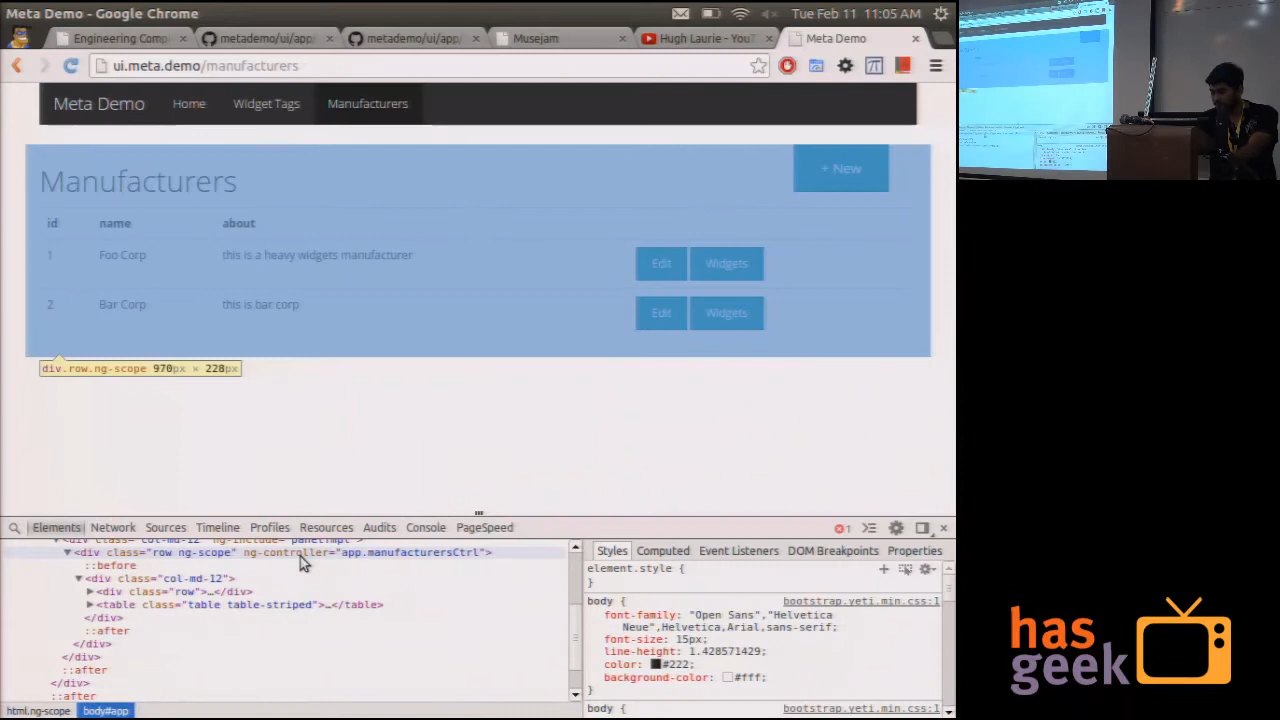 Meta Demo - Google Chrome
Tue Feb 11 11:05 AM
Engineering Comp
metademo/ui/app/
metademo/ui/app/
Musejam
Hugh Laurie - YouT
Meta Demo
ui.meta.demo/manufacturers
Meta Demo
Home
Widget Tags
Manufacturers
Manufacturers
+ New
id name about
1 Foo Corp this is a heavy widgets manufacturer Edit Widgets
2 Bar Corp this is bar corp Edit Widgets
div.row.ng-scope 970px × 228px
Elements Network Sources Timeline Profiles Resources Audits Console PageSpeed
1
<div class="row ng-scope" ng-controller="app.manufacturersCtrl">
::before
▼<div class="col-md-12">
▶<div class="row">…</div>
▶<table class="table table-striped">…</table>
</div>
::after
</div>
</div>
::after
</div>
::after
html.ng-scope body#app
Styles Computed Event Listeners DOM Breakpoints Properties
element.style {
}
body { bootstrap.yeti.min.css:1
font-family: "Open Sans","Helvetica
Neue",Helvetica,Arial,sans-serif;
font-size: 15px;
line-height: 1.428571429;
color: #222;
background-color: #fff;
}
body { bootstrap.yeti.min.css:1
has
geek